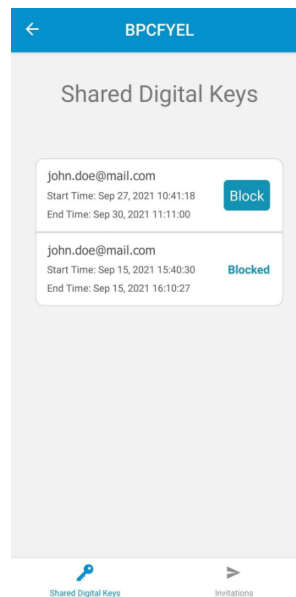 BPCFYEL
Shared Digital Keys
john.doe@mail.com
Start Time: Sep 27, 2021 10:41:18
End Time: Sep 30, 2021 11:11:00
Block
john.doe@mail.com
Start Time: Sep 15, 2021 15:40:30
End Time: Sep 15, 2021 16:10:27
Blocked
Shared Digital Keys
Invitations